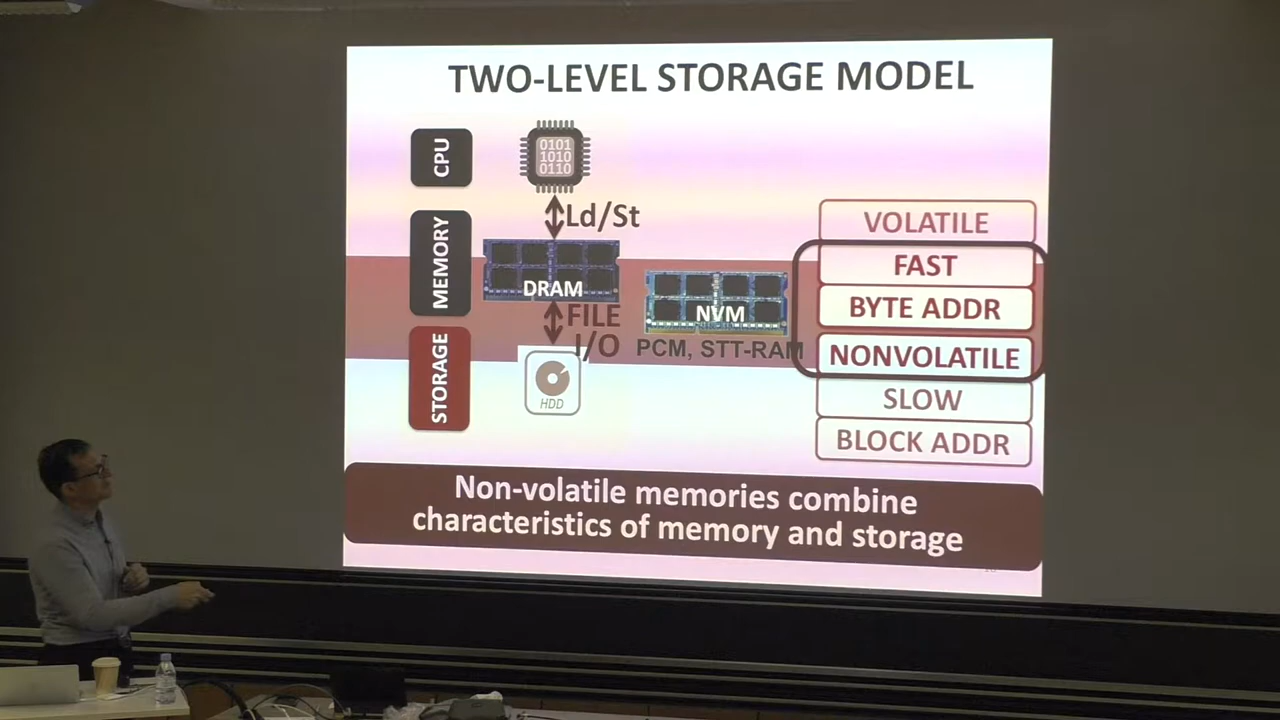 TWO-LEVEL STORAGE MODEL
CPU
0101
1010
0110
Ld/St
MEMORY
DRAM
FILE
I/O
NVM
PCM, STT-RAM
STORAGE
HDD
VOLATILE
FAST
BYTE ADDR
NONVOLATILE
SLOW
BLOCK ADDR
Non-volatile memories combine
characteristics of memory and storage